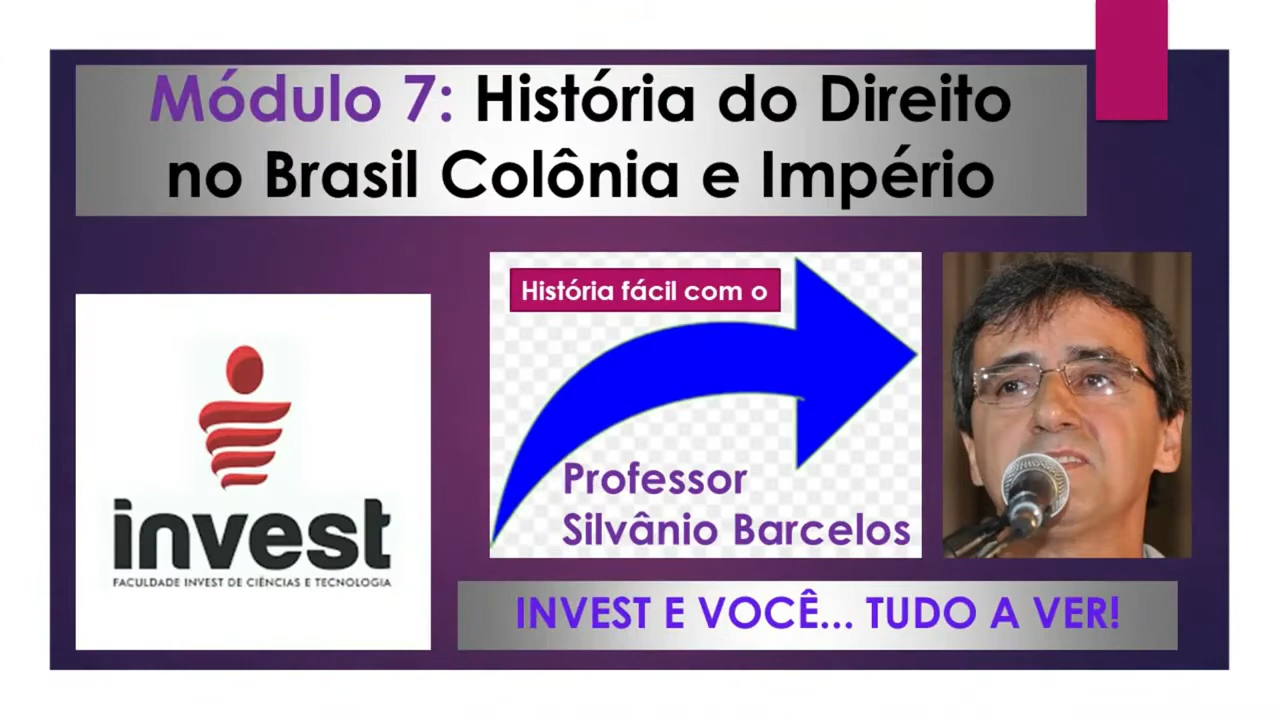 Módulo 7: História do Direito
no Brasil Colônia e Império
História fácil com o
Professor
Silvânio Barcelos
invest
FACULDADE INVEST DE CIÊNCIAS E TECNOLOGIA
INVEST E VOCÊ... TUDO A VER!